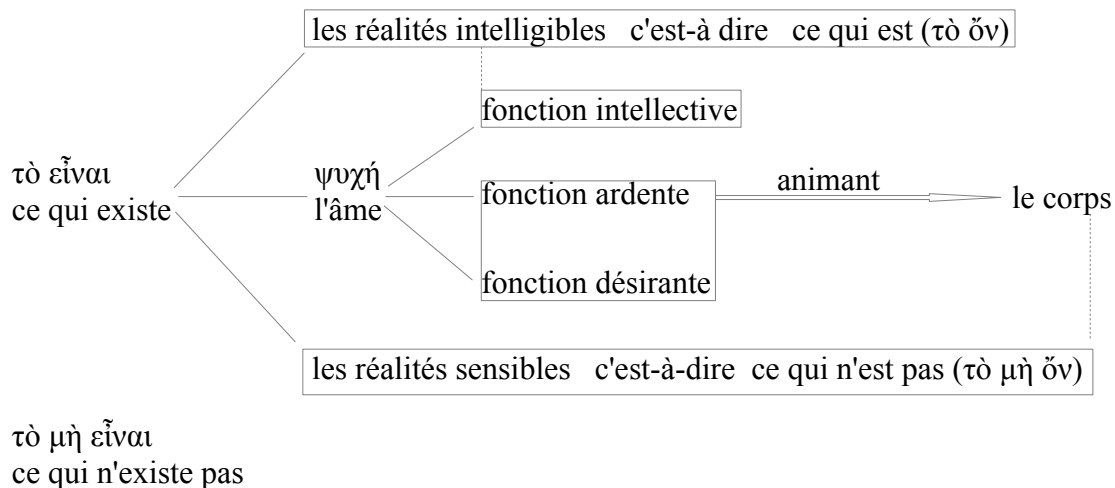 les réalités intelligibles c'est-à dire ce qui est (τὸ ὄν)
fonction intellective
τὸ εἶναι
ce qui existe
ψυχή
l'âme
fonction ardente
animant
le corps
fonction désirante
les réalités sensibles c'est-à-dire ce qui n'est pas (τὸ μὴ ὄν)
τὸ μὴ εἶναι
ce qui n'existe pas